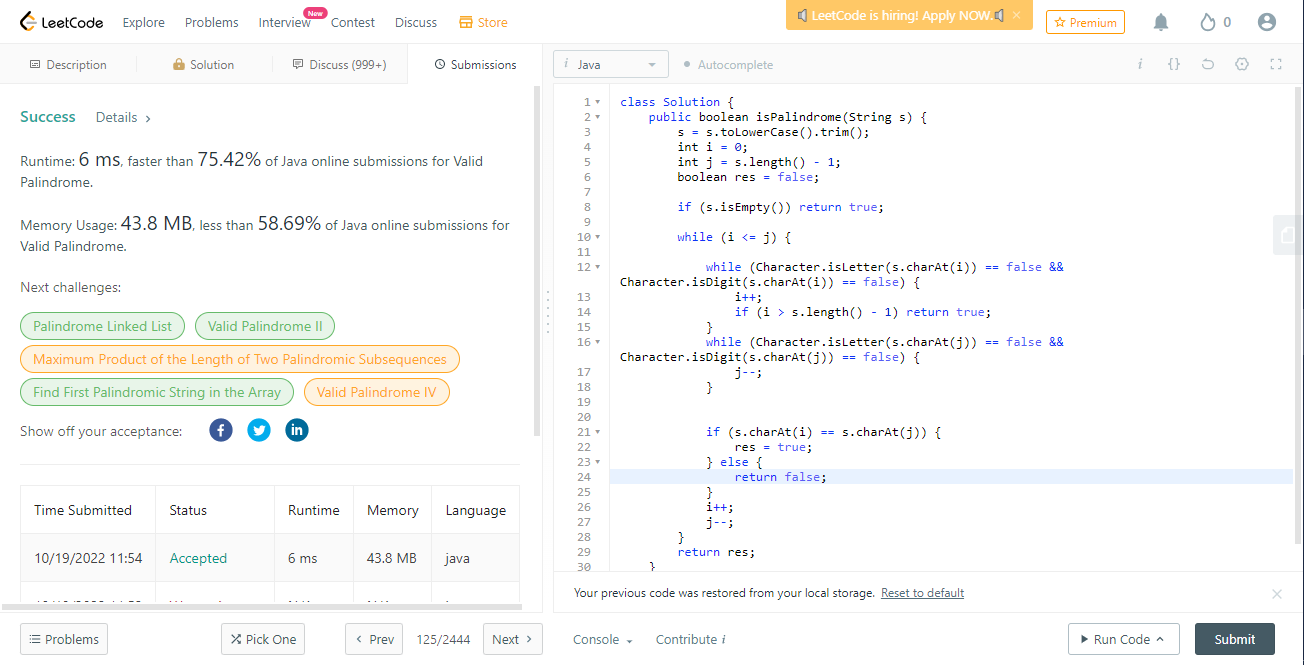 LeetCode Explore Problems Interview New Contest Discuss Store LeetCode is hiring! Apply NOW. × Premium 0
Description Solution Discuss (999+) Submissions
i Java Autocomplete i {}
Success Details >
Runtime: 6 ms, faster than 75.42% of Java online submissions for Valid
Palindrome.
Memory Usage: 43.8 MB, less than 58.69% of Java online submissions for
Valid Palindrome.
Next challenges:
Palindrome Linked List Valid Palindrome II
Maximum Product of the Length of Two Palindromic Subsequences
Find First Palindromic String in the Array Valid Palindrome IV
Show off your acceptance:
Time Submitted Status Runtime Memory Language
10/19/2022 11:54 Accepted 6 ms 43.8 MB java
1 class Solution {
2 public boolean isPalindrome(String s) {
3 s = s.toLowerCase().trim();
4 int i = 0;
5 int j = s.length() - 1;
6 boolean res = false;
7
8 if (s.isEmpty()) return true;
9
10 while (i <= j) {
11
12 while (Character.isLetter(s.charAt(i)) == false &&
Character.isDigit(s.charAt(i)) == false) {
13 i++;
14 if (i > s.length() - 1) return true;
15 }
16 while (Character.isLetter(s.charAt(j)) == false &&
Character.isDigit(s.charAt(j)) == false) {
17 j--;
18 }
19
20
21 if (s.charAt(i) == s.charAt(j)) {
22 res = true;
23 } else {
24 return false;
25 }
26 i++;
27 j--;
28 }
29 return res;
30 }
Your previous code was restored from your local storage. Reset to default ×
Problems Pick One < Prev 125/2444 Next > Console Contribute i Run Code Submit